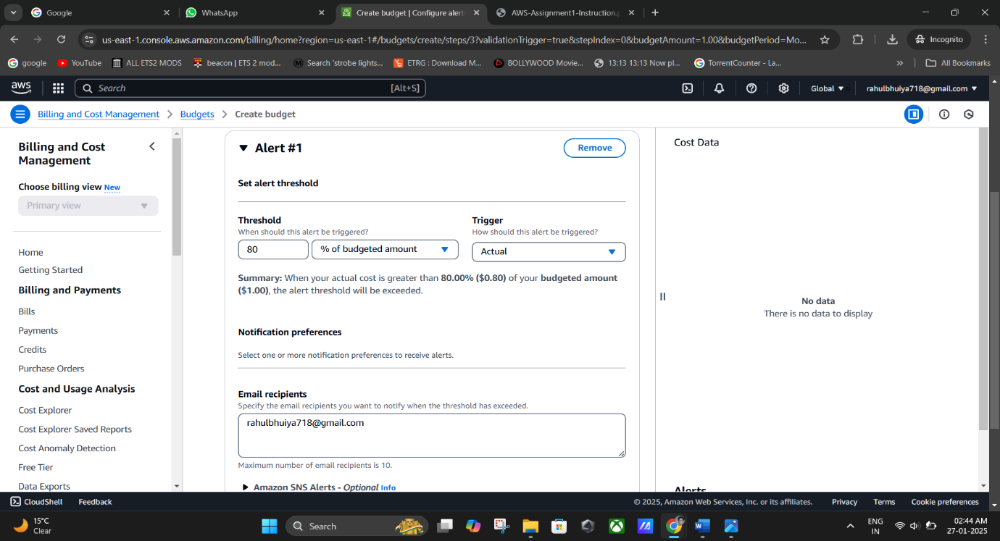 Google
WhatsApp
Create budget | Configure alert
AWS-Assignment1-Instruction.p
us-east-1.console.aws.amazon.com/billing/home?region=us-east-1#/budgets/create/steps/3?validationTrigger=true&stepIndex=0&budgetAmount=1.00&budgetPeriod=Mo...
Incognito
google
YouTube
ALL ETS2 MODS
beacon | ETS 2 mod...
Search 'strobe lights...
ETRG : Download M...
BOLLYWOOD Movie...
13:13 13:13 Now pl...
TorrentCounter - La...
All Bookmarks
aws
Search
[Alt+S]
Global
rahulbhuiya718@gmail.com
Billing and Cost Management
Budgets
Create budget
Billing and Cost
Management
Choose billing view New
Primary view
Home
Getting Started
Billing and Payments
Bills
Payments
Credits
Purchase Orders
Cost and Usage Analysis
Cost Explorer
Cost Explorer Saved Reports
Cost Anomaly Detection
Free Tier
Data Exports
Alert #1
Remove
Set alert threshold
Threshold
When should this alert be triggered?
80
% of budgeted amount
Trigger
How should this alert be triggered?
Actual
Summary: When your actual cost is greater than 80.00% ($0.80) of your budgeted amount
($1.00), the alert threshold will be exceeded.
Notification preferences
Select one or more notification preferences to receive alerts.
Email recipients
Specify the email recipients you want to notify when the threshold has exceeded.
rahulbhuiya718@gmail.com
Maximum number of email recipients is 10.
Amazon SNS Alerts - Optional Info
Cost Data
No data
There is no data to display
Alerts
CloudShell
Feedback
© 2025, Amazon Web Services, Inc. or its affiliates.
Privacy
Terms
Cookie preferences
15°C
Clear
Search
ENG
IN
02:44 AM
27-01-2025